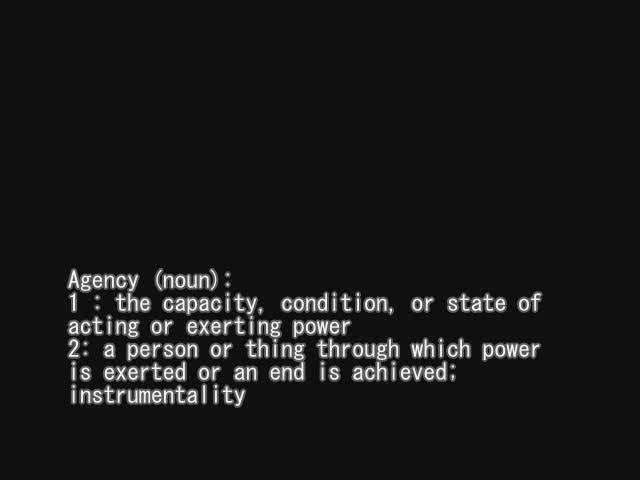 Agency (noun):
1 : the capacity, condition, or state of
acting or exerting power
2: a person or thing through which power
is exerted or an end is achieved;
instrumentality